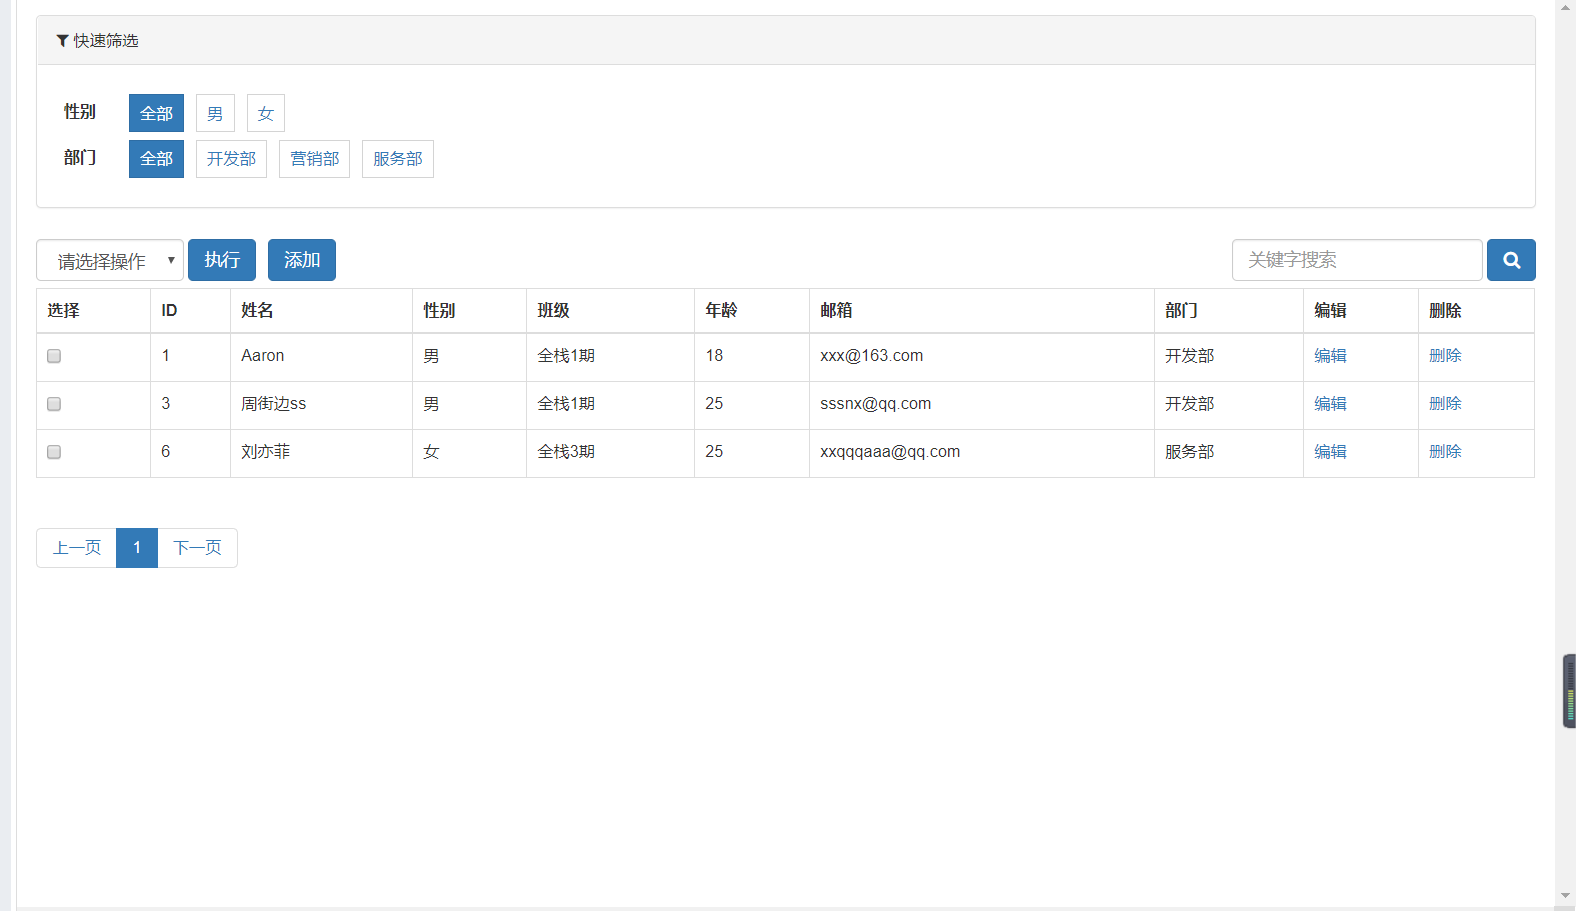 快速筛选
性别 全部 男 女
部门 全部 开发部 营销部 服务部
请选择操作 执行 添加 关键字搜索
选择 ID 姓名 性别 班级 年龄 邮箱 部门 编辑 删除
1 Aaron 男 全栈1期 18 xxx@163.com 开发部 编辑 删除
3 周街边ss 男 全栈1期 25 sssnx@qq.com 开发部 编辑 删除
6 刘亦菲 女 全栈3期 25 xxqqqaaa@qq.com 服务部 编辑 删除
上一页 1 下一页